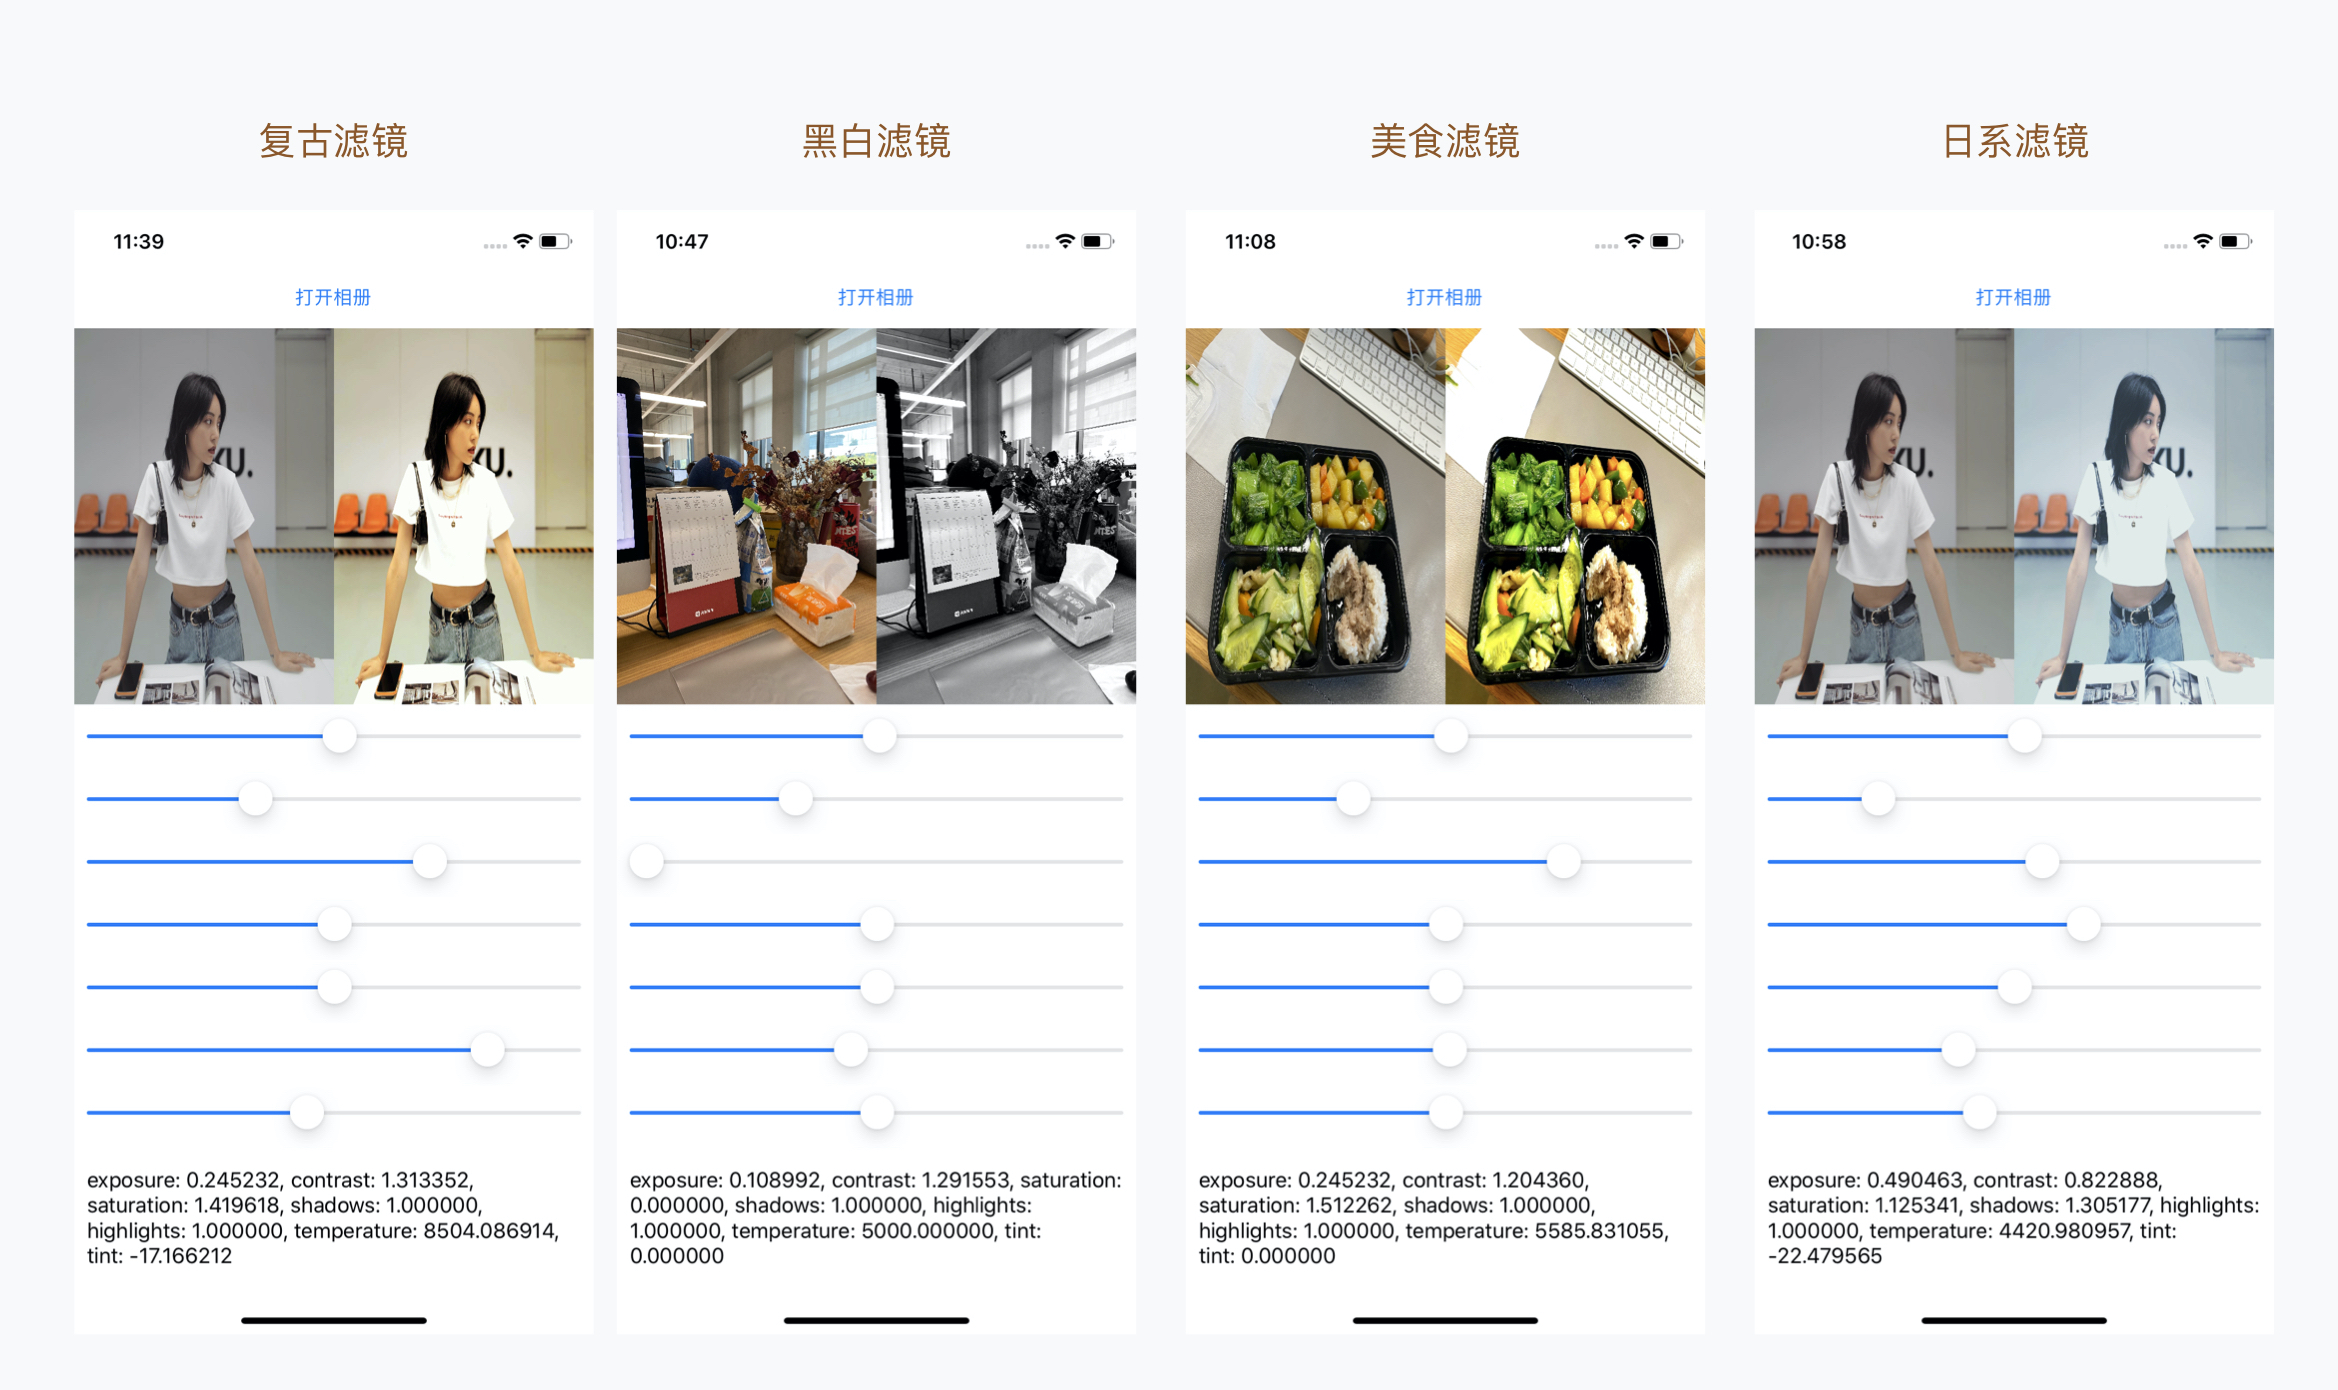 复古滤镜
黑白滤镜
美食滤镜
日系滤镜
11:39
打开相册
KU.
KU.
exposure: 0.245232, contrast: 1.313352,
saturation: 1.419618, shadows: 1.000000,
highlights: 1.000000, temperature: 8504.086914,
tint: -17.166212
10:47
打开相册
NTES
exposure: 0.108992, contrast: 1.291553, saturation:
0.000000, shadows: 1.000000, highlights:
1.000000, temperature: 5000.000000, tint:
0.000000
11:08
打开相册
exposure: 0.245232, contrast: 1.204360,
saturation: 1.512262, shadows: 1.000000,
highlights: 1.000000, temperature: 5585.831055,
tint: 0.000000
10:58
打开相册
KU.
KU.
exposure: 0.490463, contrast: 0.822888,
saturation: 1.125341, shadows: 1.305177, highlights:
1.000000, temperature: 4420.980957, tint:
-22.479565